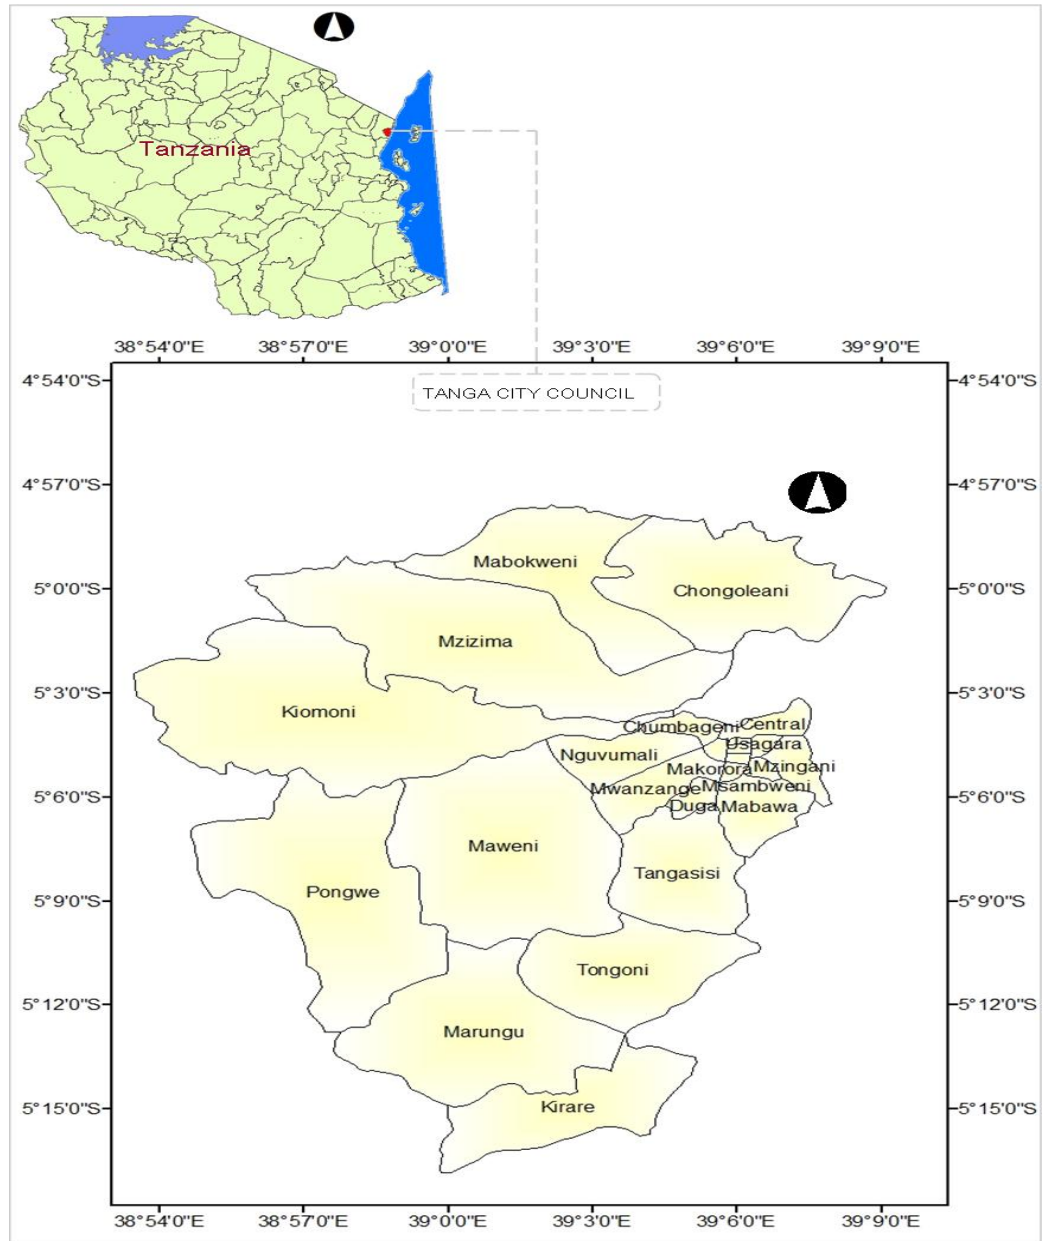 Tanzania
38°54'0"E 38°57'0"E 39°0'0"E 39°3'0"E 39°6'0"E 39°9'0"E
4°54'0"S 4°54'0"S
TANGA CITY COUNCIL
4°57'0"S 4°57'0"S
Mabokweni
5°0'0"S Chongoleani 5°0'0"S
Mzizima
5°3'0"S 5°3'0"S
Kiomoni
Chumbageni Central
Usagara
Nguvumali
Makorora Mzingani
Mwanzange Msambweni
5°6'0"S 5°6'0"S
Duga Mabawa
Maweni
Tangasisi
Pongwe
5°9'0"S 5°9'0"S
Tongoni
5°12'0"S 5°12'0"S
Marungu
Kirare
5°15'0"S 5°15'0"S
38°54'0"E 38°57'0"E 39°0'0"E 39°3'0"E 39°6'0"E 39°9'0"E